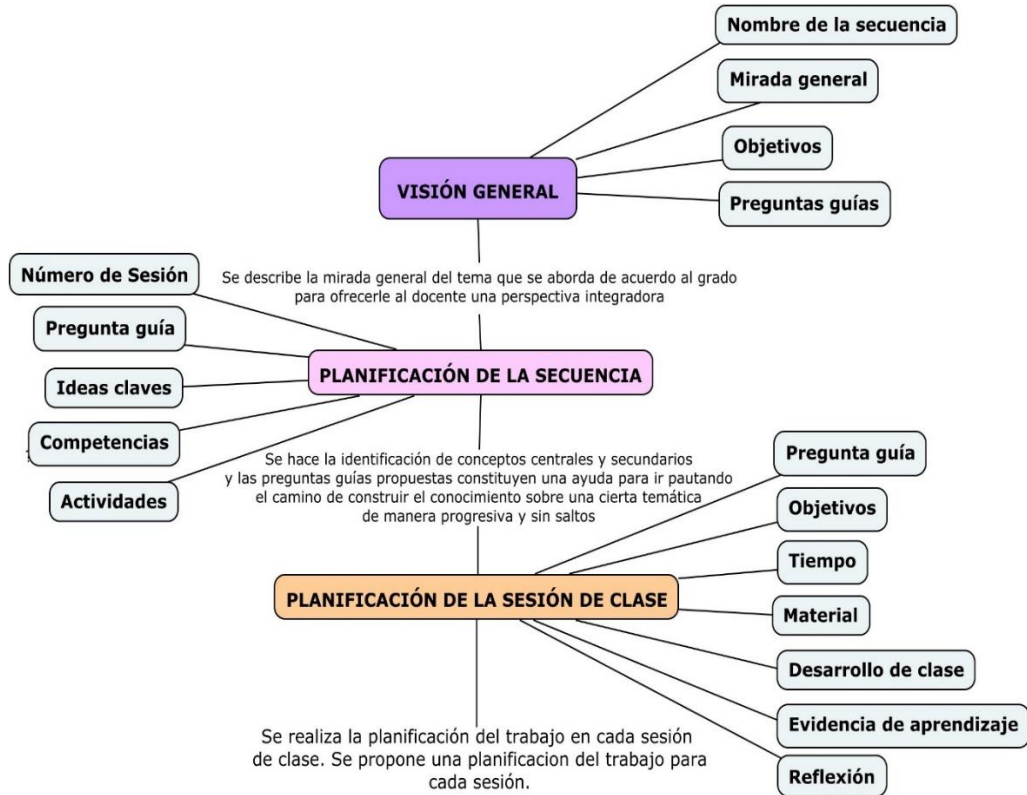 Nombre de la secuencia
Mirada general
Objetivos
Preguntas guías
VISIÓN GENERAL
Se describe la mirada general del tema que se aborda de acuerdo al grado
para ofrecerle al docente una perspectiva integradora
Número de Sesión
Pregunta guía
Ideas claves
Competencias
Actividades
PLANIFICACIÓN DE LA SECUENCIA
Se hace la identificación de conceptos centrales y secundarios
y las preguntas guías propuestas constituyen una ayuda para ir pautando
el camino de construir el conocimiento sobre una cierta temática
de manera progresiva y sin saltos
Pregunta guía
Objetivos
Tiempo
Material
Desarrollo de clase
Evidencia de aprendizaje
Reflexión
PLANIFICACIÓN DE LA SESIÓN DE CLASE
Se realiza la planificación del trabajo en cada sesión
de clase. Se propone una planificacion del trabajo para
cada sesión.